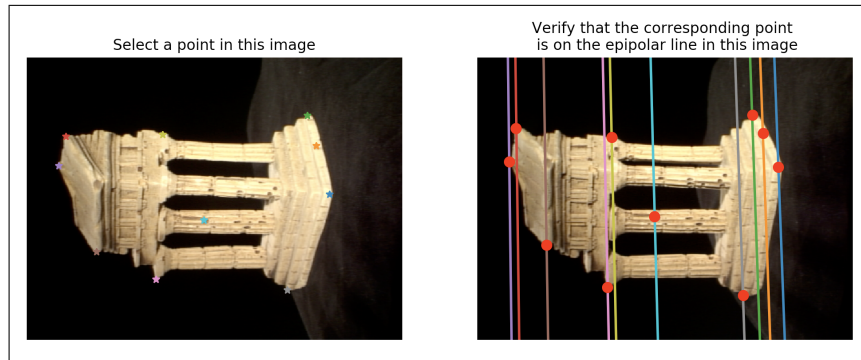 Select a point in this image
Verify that the corresponding point
is on the epipolar line in this image